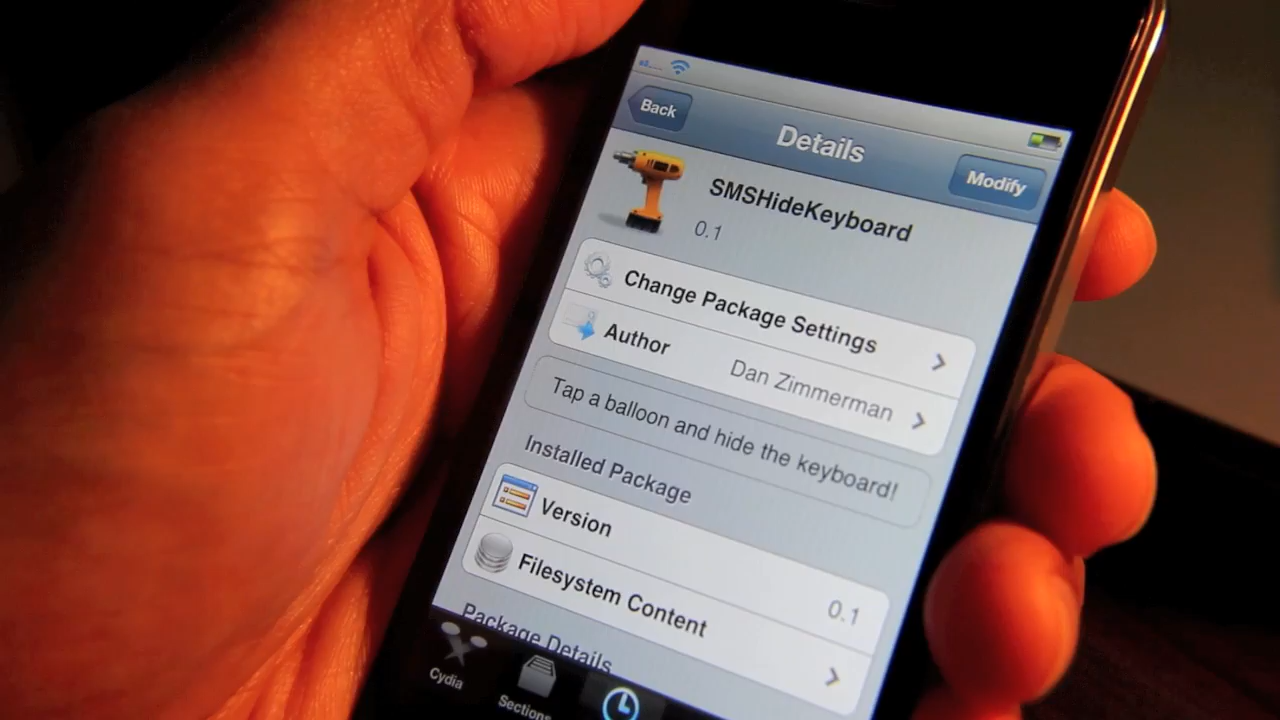 Back
Details
Modify
SMSHideKeyboard
0.1
Change Package Settings
Author
Dan Zimmerman
Tap a balloon and hide the keyboard!
Installed Package
Version
0.1
Filesystem Content
Package Details
Cydia
Sections